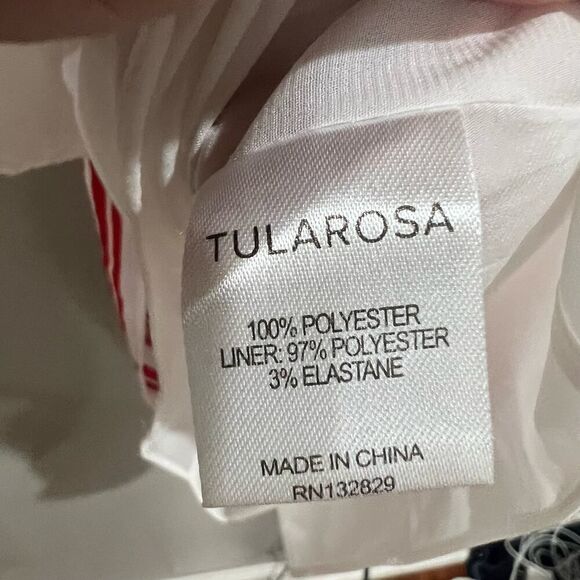 TULAROSA
100% POLYESTER
LINER: 97% POLYESTER
3% ELASTANE
MADE IN CHINA
RN132829